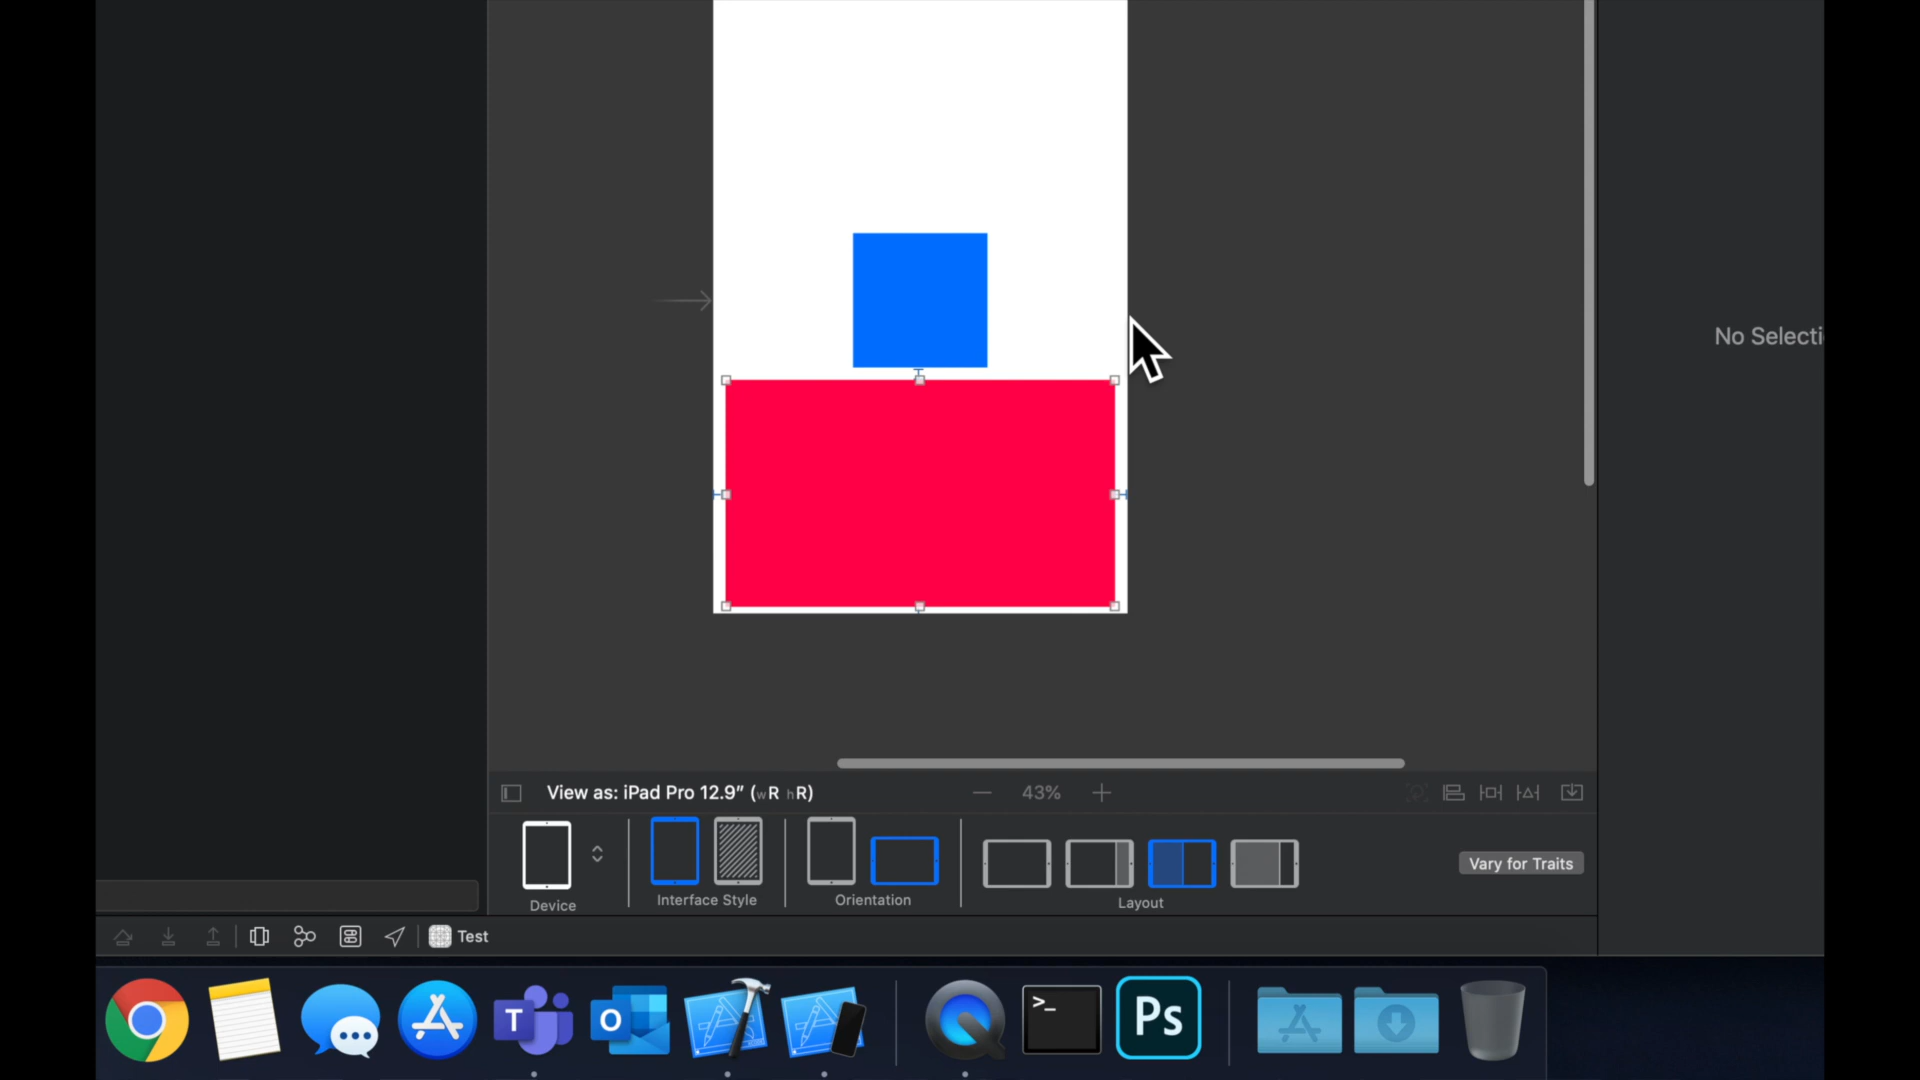 No Selecti
View as: iPad Pro 12.9” (wR hR)
43%
Vary for Traits
Device
Interface Style
Orientation
Layout
Test
T
O
>_
Ps